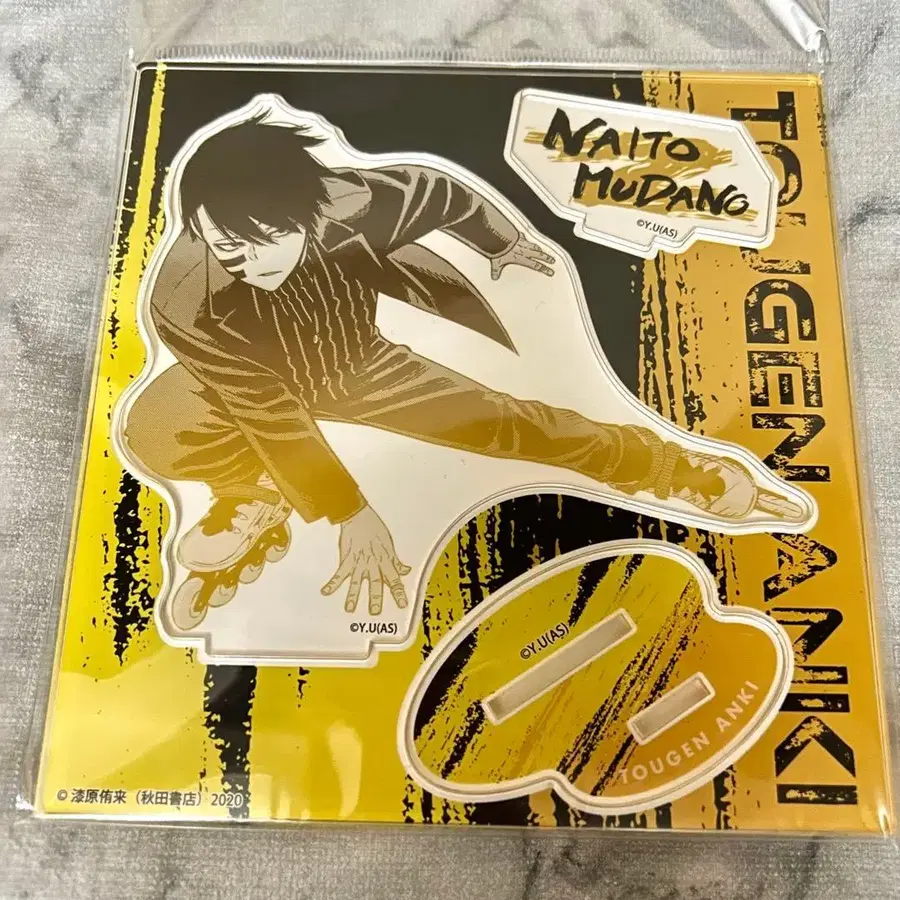 NAITO
MUDANO
©Y.U(AS)
TOUGEN ANKI
©Y.U(AS)
©Y.U(AS)
TOUGEN ANKI
© 漆原侑来（秋田書店）2020